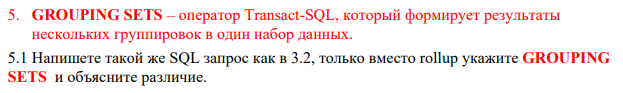 5. GROUPING SETS – оператор Transact-SQL, который формирует результаты
нескольких группировок в один набор данных.
5.1 Напишете такой же SQL запрос как в 3.2, только вместо rollup укажите GROUPING
SETS и объясните различие.